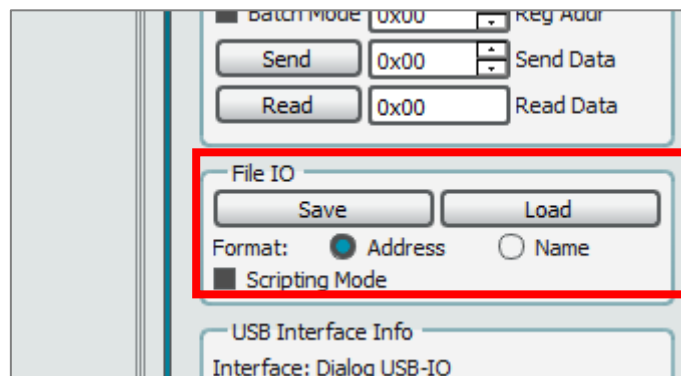 Batch Mode 0x00 Reg Addr
Send 0x00 Send Data
Read 0x00 Read Data
File IO
Save Load
Format: Address Name
Scripting Mode
USB Interface Info
Interface: Dialog USB-IO